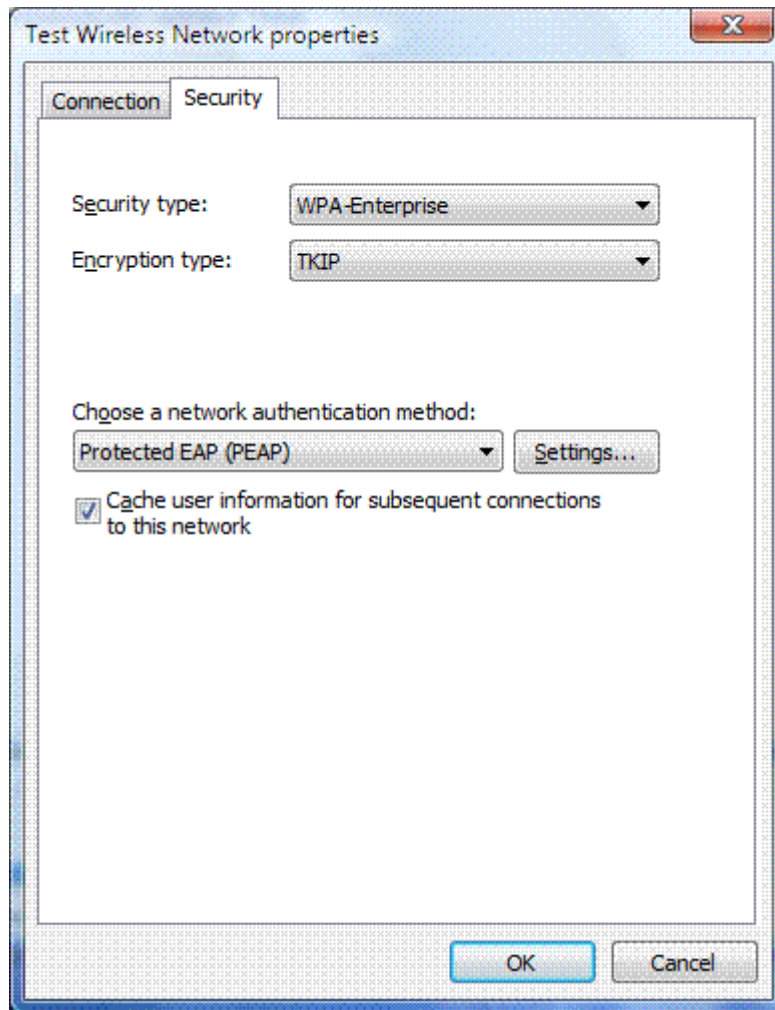 Test Wireless Network properties
Connection
Security
Security type:
WPA-Enterprise
Encryption type:
TKIP
Choose a network authentication method:
Protected EAP (PEAP)
Settings...
Cache user information for subsequent connections
to this network
OK
Cancel